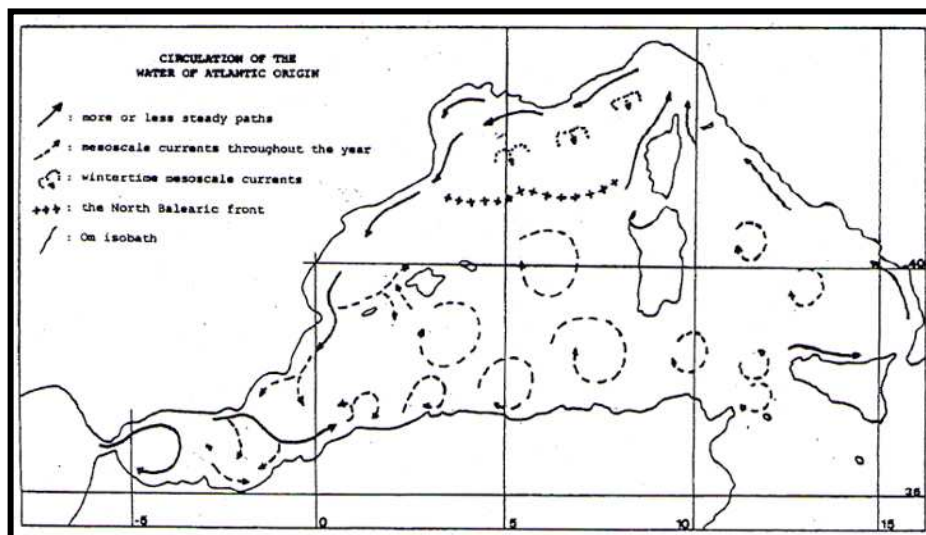 CIRCULATION OF THE
WATER OF ATLANTIC ORIGIN
: more or less steady paths
: mesoscale currents throughout the year
: wintertime mesoscale currents
: the North Balearic front
: Om isobath
40
35
-5
0
5
10
15